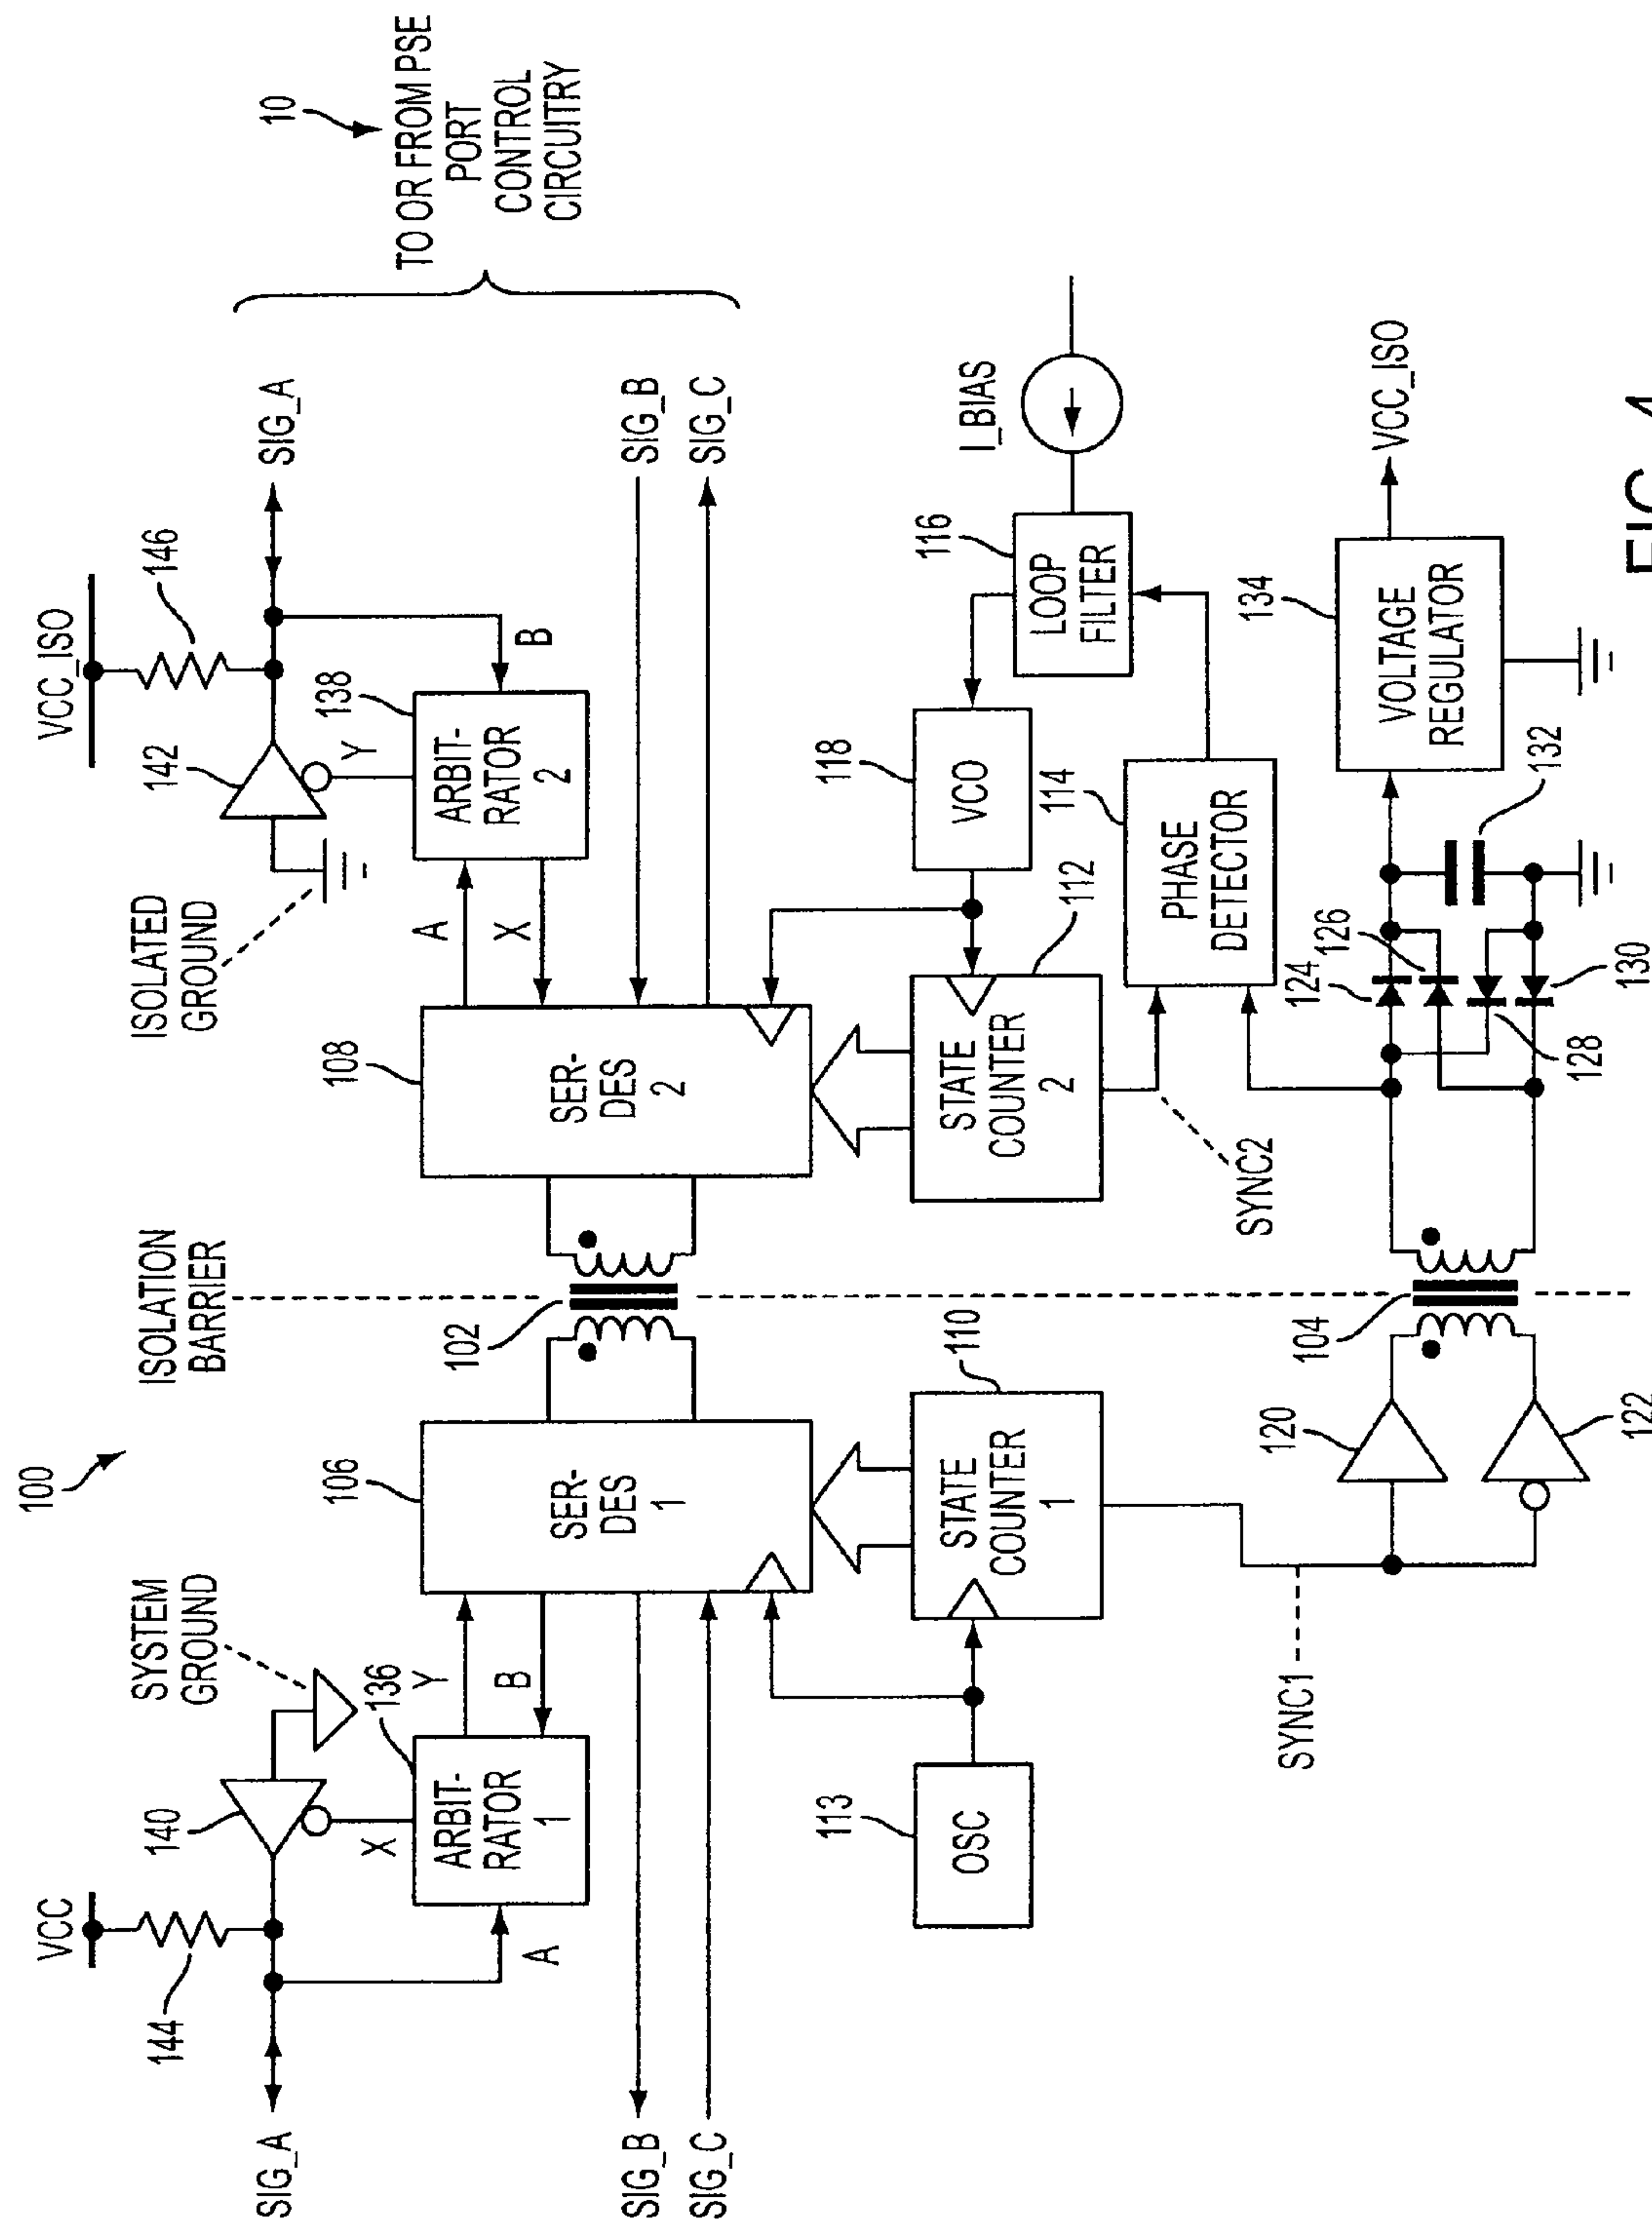 100
10
TO OR FROM PSE
PORT
CONTROL
CIRCUITRY
VCC
144
140
SYSTEM
GROUND
ISOLATION
BARRIER
ISOLATED
GROUND
142
VCC_ISO
146
SIG_A
SIG_A
X
136
Y
A
ARBIT-
RATOR
1
B
106
SER-
DES
1
102
108
SER-
DES
2
A
X
138
Y
ARBIT-
RATOR
2
B
SIG_B
SIG_C
SIG_B
SIG_C
113
OSC
110
STATE
COUNTER
1
STATE
COUNTER
2
112
118
VCO
116
LOOP
FILTER
I_BIAS
114
PHASE
DETECTOR
SYNC1
SYNC2
120
122
104
124
126
128
130
132
134
VOLTAGE
REGULATOR
VCC_ISO